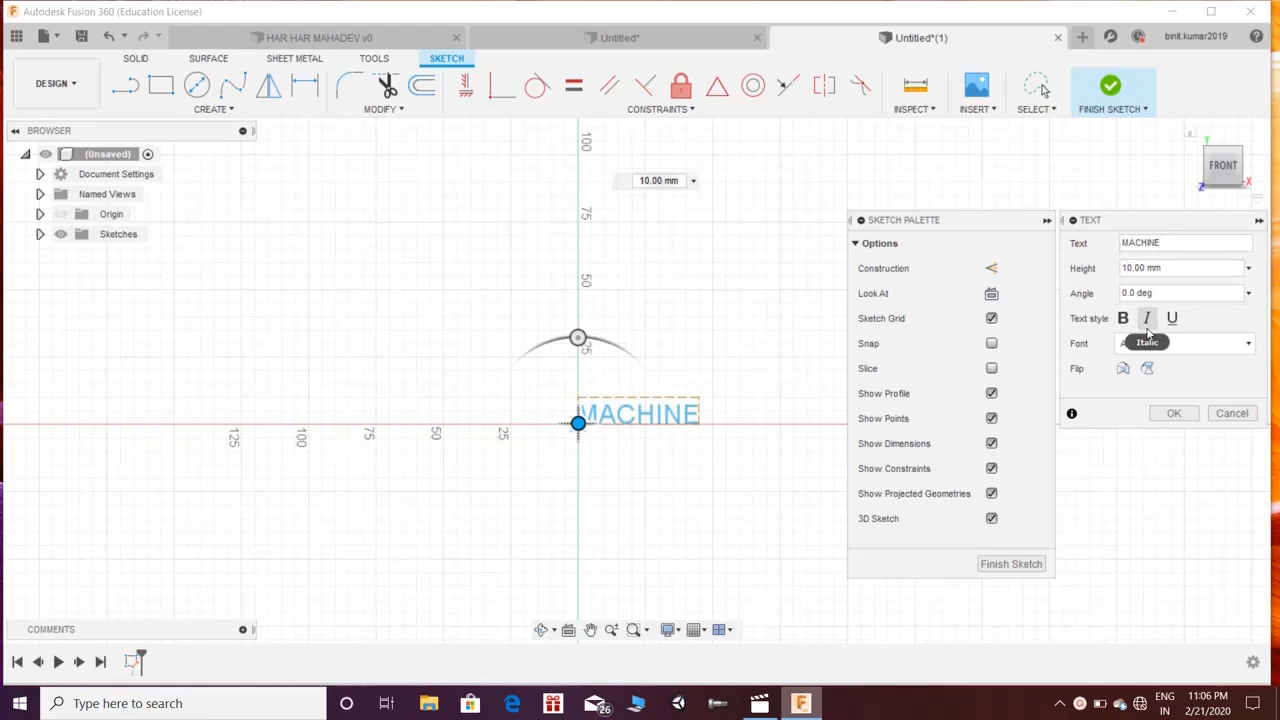 Autodesk Fusion 360 (Education License)
HAR HAR MAHADEV v0
Untitled*
Untitled*(1)
binit.kumar2019
DESIGN
SOLID
SURFACE
SHEET METAL
TOOLS
SKETCH
CREATE
MODIFY
CONSTRAINTS
INSPECT
INSERT
SELECT
FINISH SKETCH
BROWSER
(Unsaved)
Document Settings
Named Views
Origin
Sketches
100
75
50
25
125
100
75
50
25
10.00 mm
MACHINE
FRONT
Y
X
Z
SKETCH PALETTE
Options
Construction
Look At
Sketch Grid
Snap
Slice
Show Profile
Show Points
Show Dimensions
Show Constraints
Show Projected Geometries
3D Sketch
Finish Sketch
TEXT
Text MACHINE
Height 10.00 mm
Angle 0.0 deg
Text style B I U
Font
Italic
Flip
OK
Cancel
COMMENTS
Type here to search
26
ENG
IN
11:06 PM
2/21/2020